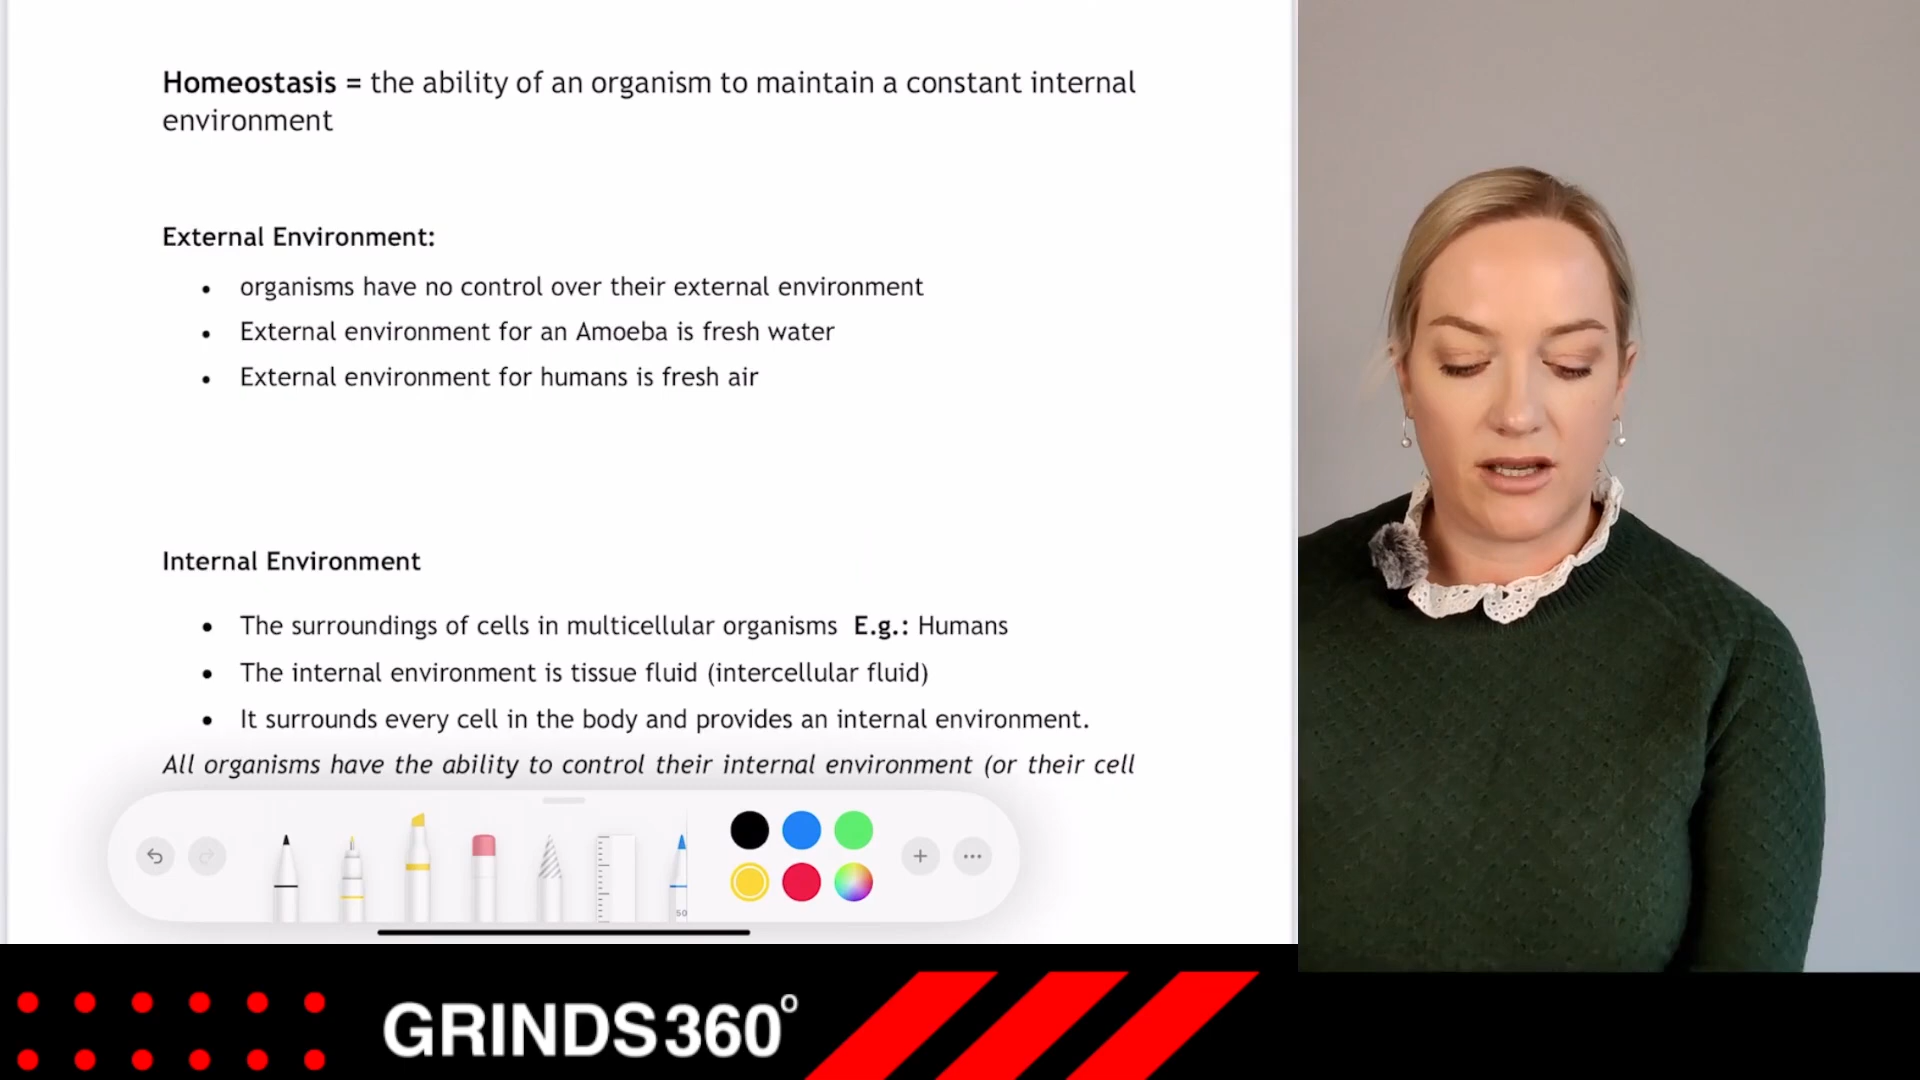 Homeostasis = the ability of an organism to maintain a constant internal
environment
External Environment:
• organisms have no control over their external environment
• External environment for an Amoeba is fresh water
• External environment for humans is fresh air
Internal Environment
• The surroundings of cells in multicellular organisms E.g.: Humans
• The internal environment is tissue fluid (intercellular fluid)
• It surrounds every cell in the body and provides an internal environment.
All organisms have the ability to control their internal environment (or their cell
50
GRINDS360°